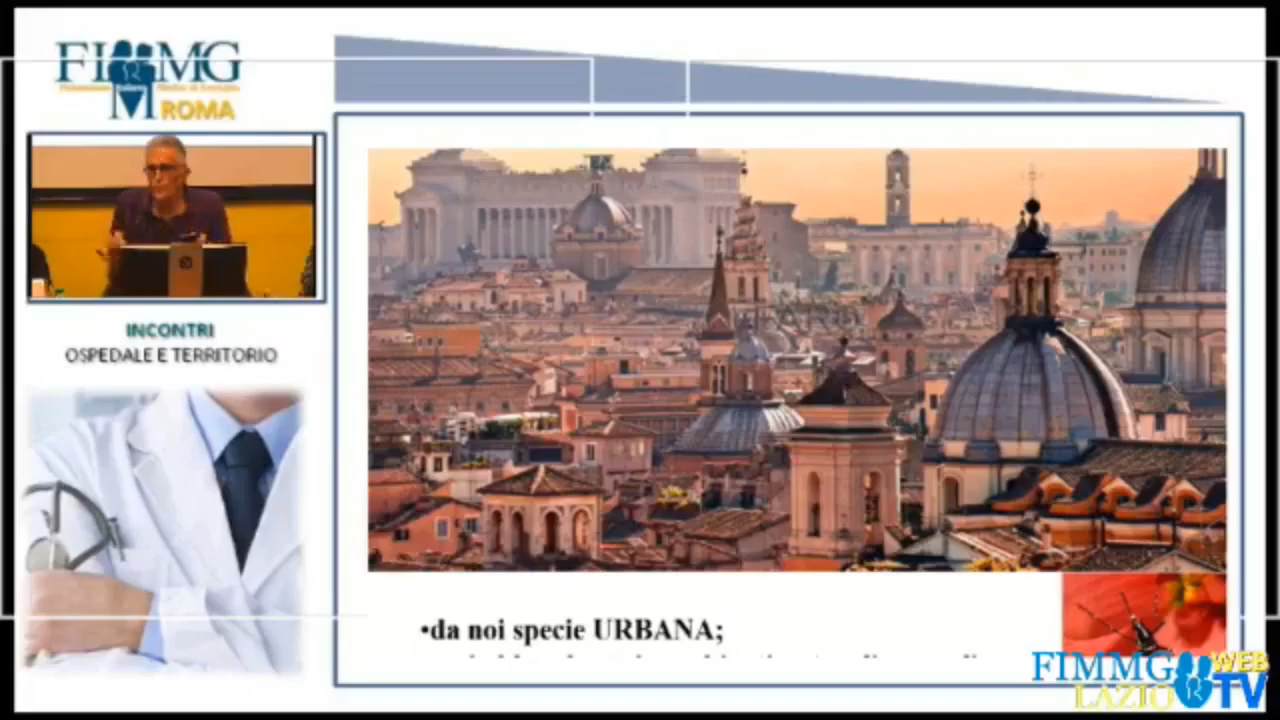 FIMMG
ROMA
INCONTRI
OSPEDALE E TERRITORIO
•da noi specie URBANA;
FIMMG
LAZIO
WEB
TV